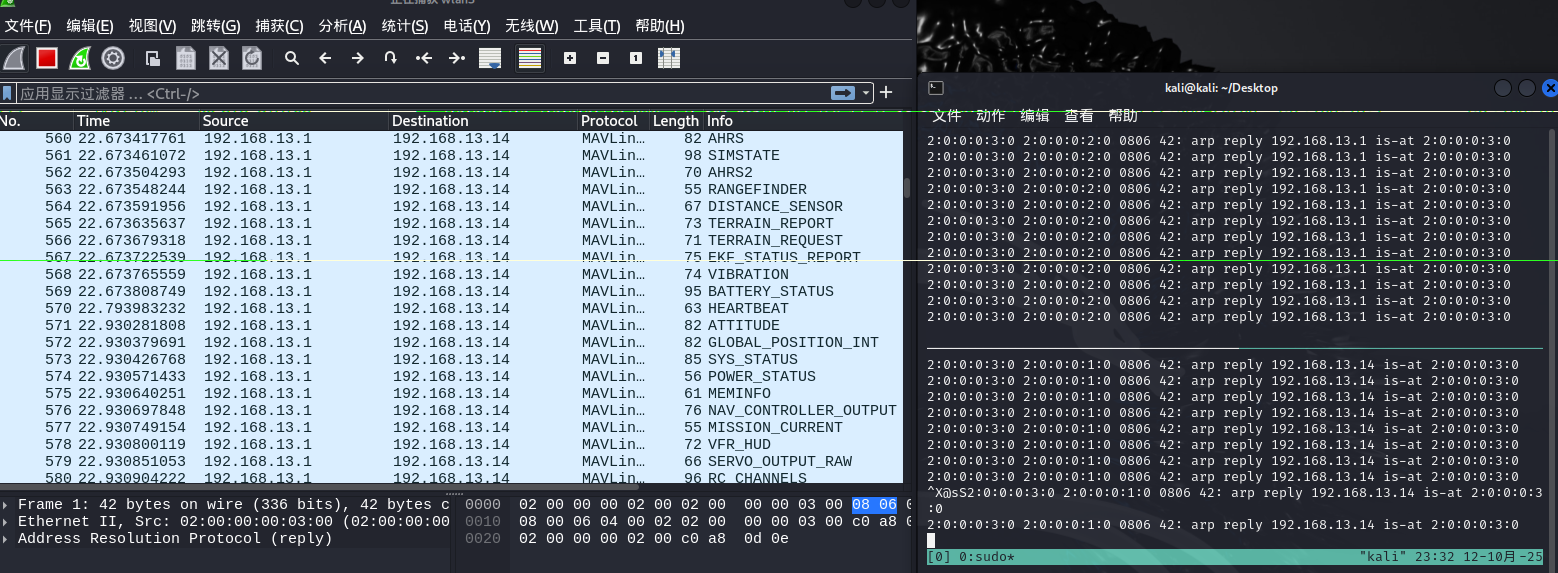 文件(F) 编辑(E) 视图(V) 跳转(G) 捕获(C) 分析(A) 统计(S) 电话(Y) 无线(W) 工具(T) 帮助(H)
应用显示过滤器 … <Ctrl-/>
No. Time Source Destination Protocol Length Info
560 22.673417761 192.168.13.1 192.168.13.14 MAVLin… 82 AHRS
561 22.673461072 192.168.13.1 192.168.13.14 MAVLin… 98 SIMSTATE
562 22.673504293 192.168.13.1 192.168.13.14 MAVLin… 70 AHRS2
563 22.673548244 192.168.13.1 192.168.13.14 MAVLin… 55 RANGEFINDER
564 22.673591956 192.168.13.1 192.168.13.14 MAVLin… 67 DISTANCE_SENSOR
565 22.673635637 192.168.13.1 192.168.13.14 MAVLin… 73 TERRAIN_REPORT
566 22.673679318 192.168.13.1 192.168.13.14 MAVLin… 71 TERRAIN_REQUEST
567 22.673722539 192.168.13.1 192.168.13.14 MAVLin… 75 EKF_STATUS_REPORT
568 22.673765559 192.168.13.1 192.168.13.14 MAVLin… 74 VIBRATION
569 22.673808749 192.168.13.1 192.168.13.14 MAVLin… 95 BATTERY_STATUS
570 22.793983232 192.168.13.1 192.168.13.14 MAVLin… 63 HEARTBEAT
571 22.930281808 192.168.13.1 192.168.13.14 MAVLin… 82 ATTITUDE
572 22.930379691 192.168.13.1 192.168.13.14 MAVLin… 82 GLOBAL_POSITION_INT
573 22.930426768 192.168.13.1 192.168.13.14 MAVLin… 85 SYS_STATUS
574 22.930571433 192.168.13.1 192.168.13.14 MAVLin… 56 POWER_STATUS
575 22.930640251 192.168.13.1 192.168.13.14 MAVLin… 61 MEMINFO
576 22.930697848 192.168.13.1 192.168.13.14 MAVLin… 76 NAV_CONTROLLER_OUTPUT
577 22.930749154 192.168.13.1 192.168.13.14 MAVLin… 55 MISSION_CURRENT
578 22.930800119 192.168.13.1 192.168.13.14 MAVLin… 72 VFR_HUD
579 22.930851053 192.168.13.1 192.168.13.14 MAVLin… 66 SERVO_OUTPUT_RAW
580 22.930904222 192.168.13.1 192.168.13.14 MAVLin… 96 RC_CHANNELS
Frame 1: 42 bytes on wire (336 bits), 42 bytes c
Ethernet II, Src: 02:00:00:00:03:00 (02:00:00:00
Address Resolution Protocol (reply)
0000 02 00 00 00 02 00 02 00 00 00 03 00 08 06
0010 08 00 06 04 00 02 02 00 00 00 03 00 c0 a8 0
0020 02 00 00 00 02 00 c0 a8 0d 0e
kali@kali: ~/Desktop
文件 动作 编辑 查看 帮助
2:0:0:0:3:0 2:0:0:0:2:0 0806 42: arp reply 192.168.13.1 is-at 2:0:0:0:3:0
2:0:0:0:3:0 2:0:0:0:2:0 0806 42: arp reply 192.168.13.1 is-at 2:0:0:0:3:0
2:0:0:0:3:0 2:0:0:0:2:0 0806 42: arp reply 192.168.13.1 is-at 2:0:0:0:3:0
2:0:0:0:3:0 2:0:0:0:2:0 0806 42: arp reply 192.168.13.1 is-at 2:0:0:0:3:0
2:0:0:0:3:0 2:0:0:0:2:0 0806 42: arp reply 192.168.13.1 is-at 2:0:0:0:3:0
2:0:0:0:3:0 2:0:0:0:2:0 0806 42: arp reply 192.168.13.1 is-at 2:0:0:0:3:0
2:0:0:0:3:0 2:0:0:0:2:0 0806 42: arp reply 192.168.13.1 is-at 2:0:0:0:3:0
2:0:0:0:3:0 2:0:0:0:2:0 0806 42: arp reply 192.168.13.1 is-at 2:0:0:0:3:0
2:0:0:0:3:0 2:0:0:0:2:0 0806 42: arp reply 192.168.13.1 is-at 2:0:0:0:3:0
2:0:0:0:3:0 2:0:0:0:2:0 0806 42: arp reply 192.168.13.1 is-at 2:0:0:0:3:0
2:0:0:0:3:0 2:0:0:0:2:0 0806 42: arp reply 192.168.13.1 is-at 2:0:0:0:3:0
2:0:0:0:3:0 2:0:0:0:2:0 0806 42: arp reply 192.168.13.1 is-at 2:0:0:0:3:0
2:0:0:0:3:0 2:0:0:0:1:0 0806 42: arp reply 192.168.13.14 is-at 2:0:0:0:3:0
2:0:0:0:3:0 2:0:0:0:1:0 0806 42: arp reply 192.168.13.14 is-at 2:0:0:0:3:0
2:0:0:0:3:0 2:0:0:0:1:0 0806 42: arp reply 192.168.13.14 is-at 2:0:0:0:3:0
2:0:0:0:3:0 2:0:0:0:1:0 0806 42: arp reply 192.168.13.14 is-at 2:0:0:0:3:0
2:0:0:0:3:0 2:0:0:0:1:0 0806 42: arp reply 192.168.13.14 is-at 2:0:0:0:3:0
2:0:0:0:3:0 2:0:0:0:1:0 0806 42: arp reply 192.168.13.14 is-at 2:0:0:0:3:0
2:0:0:0:3:0 2:0:0:0:1:0 0806 42: arp reply 192.168.13.14 is-at 2:0:0:0:3:0
2:0:0:0:3:0 2:0:0:0:1:0 0806 42: arp reply 192.168.13.14 is-at 2:0:0:0:3:0
^X@sS2:0:0:0:3:0 2:0:0:0:1:0 0806 42: arp reply 192.168.13.14 is-at 2:0:0:0:3
:0
2:0:0:0:3:0 2:0:0:0:1:0 0806 42: arp reply 192.168.13.14 is-at 2:0:0:0:3:0
[0] 0:sudo* "kali" 23:32 12-10月-25